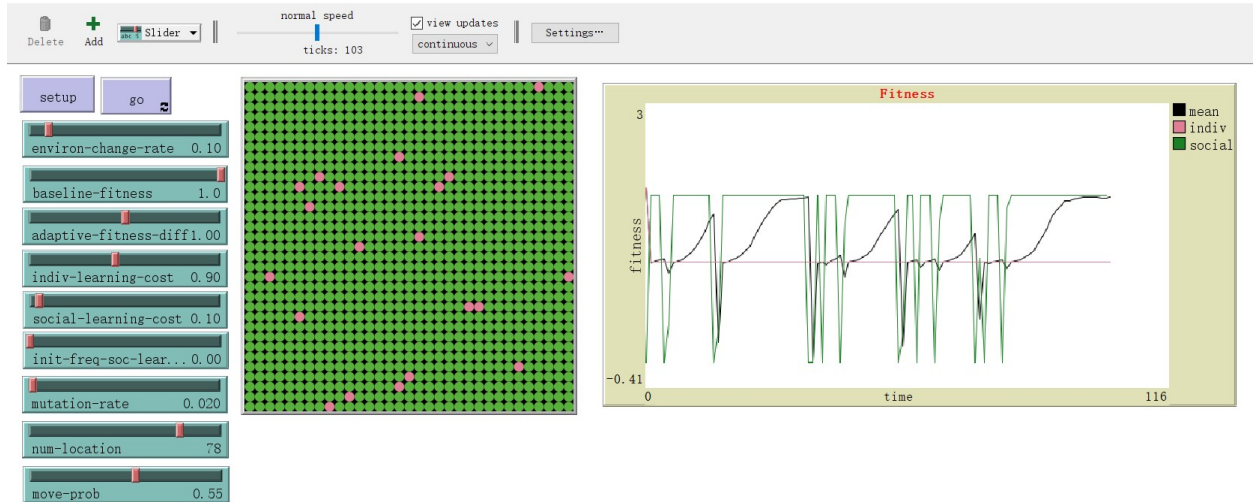 Delete
Add
abc 5 Slider
normal speed
ticks: 103
view updates
continuous
Settings…
setup
go
environ-change-rate 0.10
baseline-fitness 1.0
adaptive-fitness-diff 1.00
indiv-learning-cost 0.90
social-learning-cost 0.10
init-freq-soc-lear... 0.00
mutation-rate 0.020
num-location 78
move-prob 0.55
Fitness
3
fitness
-0.41
0
time
116
mean
indiv
social